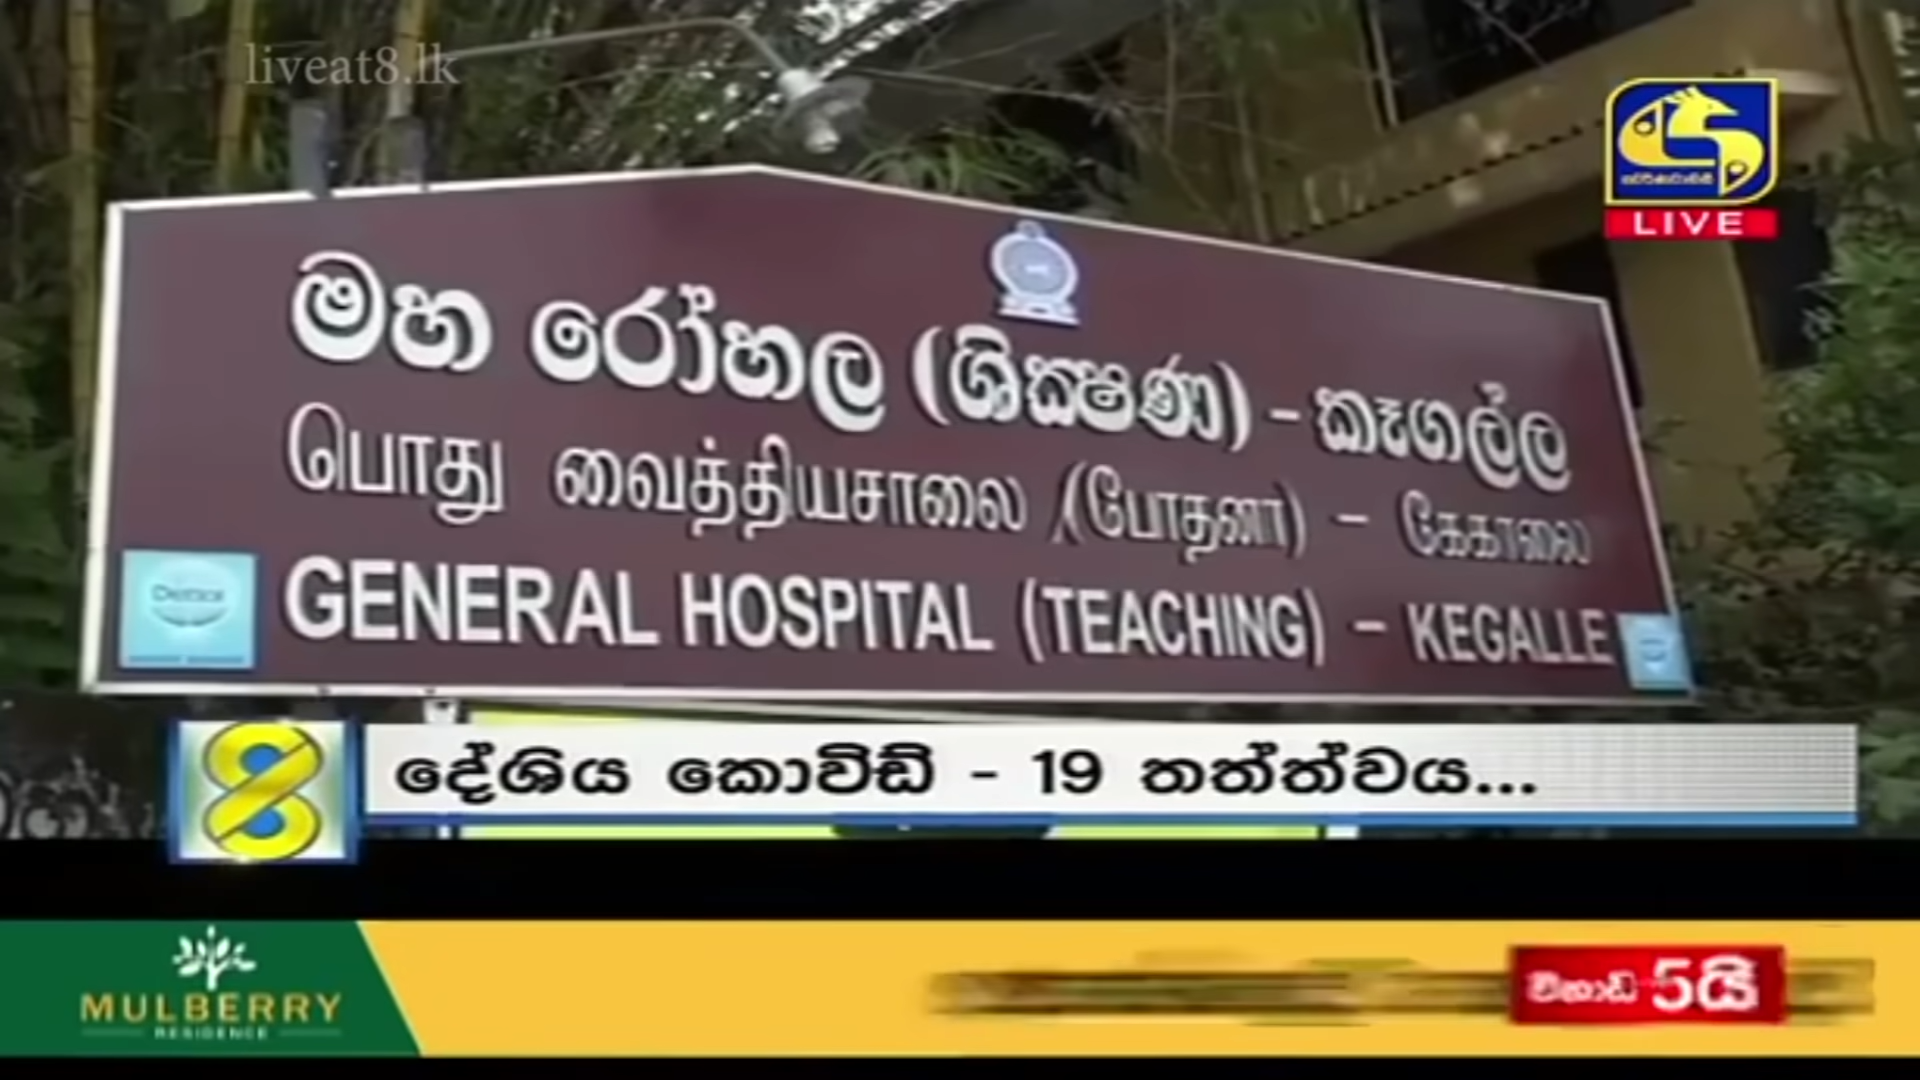 liveat8.lk
LIVE
මහ රෝහල (ශික්ෂණ) - කෑගල්ල
பொது வைத்தியசாலை (போதனா) - கேகாலை
GENERAL HOSPITAL (TEACHING) - KEGALLE
8 දේශිය කොවිඩ් - 19 තත්ත්වය...
MULBERRY
RESIDENCE
විනාඩි 5යි